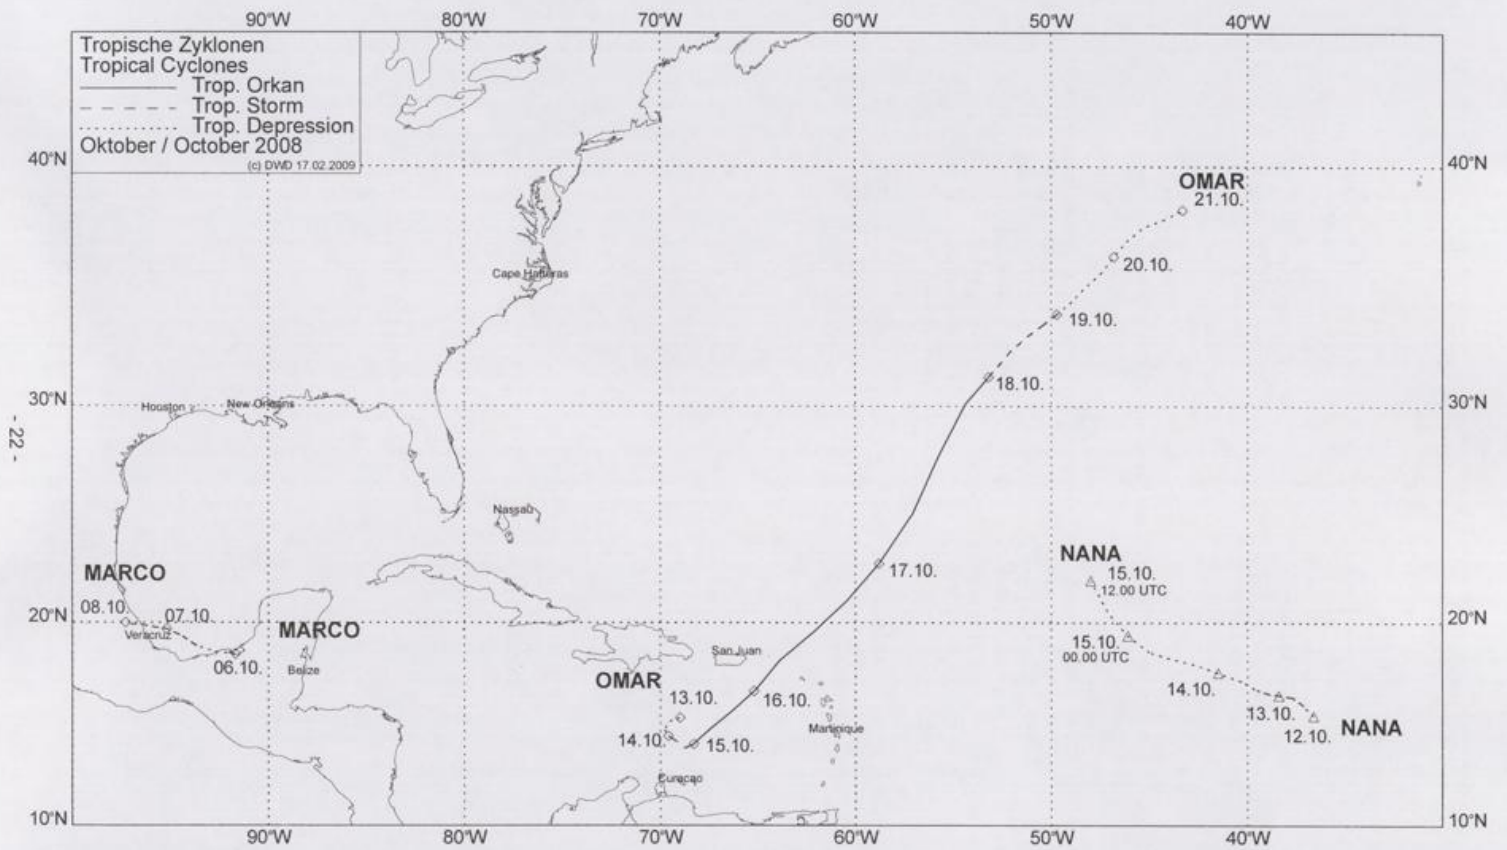 90°W 80°W 70°W 60°W 50°W 40°W
Tropische Zyklonen
Tropical Cyclones
Trop. Orkan
Trop. Storm
Trop. Depression
Oktober / October 2008
(c) DWD 17.02.2009
40°N 40°N
OMAR
21.10.
20.10.
Cape Hatteras
19.10.
18.10.
Houston New Orleans
30°N 30°N
- 22 -
Nassau
NANA
17.10.
MARCO
15.10.
12.00 UTC
08.10. 07.10.
20°N 20°N
Veracruz
MARCO
15.10.
00.00 UTC
San Juan
06.10.
Belize
OMAR
14.10.
13.10.
16.10.
13.10.
Martinique
NANA
12.10.
14.10.
15.10.
Curaçao
10°N 10°N
90°W 80°W 70°W 60°W 50°W 40°W